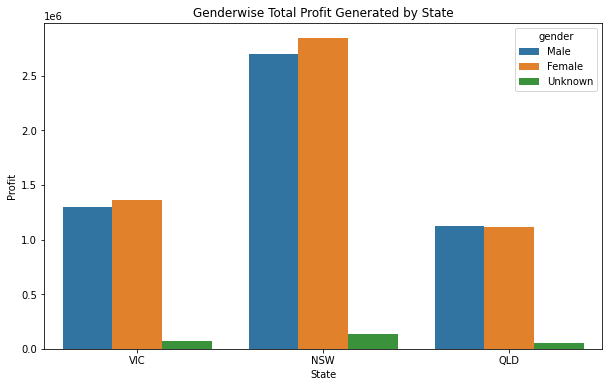 Genderwise Total Profit Generated by State
1e6
gender
Male
Female
Unknown
2.5
2.0
1.5
1.0
0.5
0.0
Profit
VIC
NSW
QLD
State